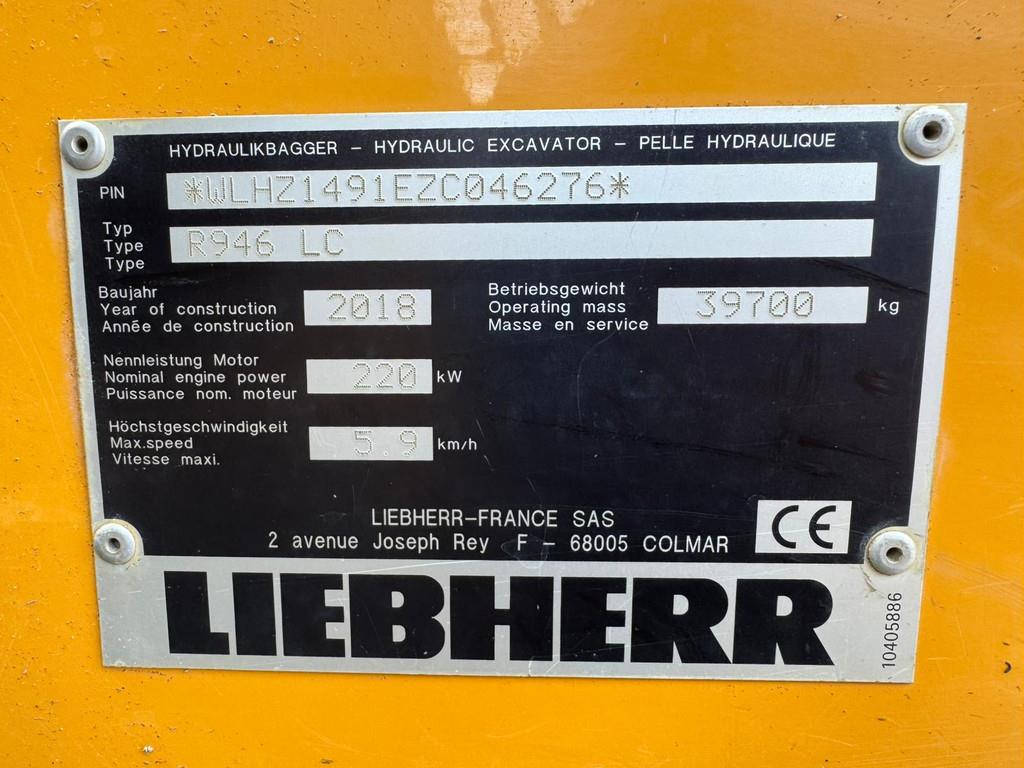 HYDRAULIKBAGGER – HYDRAULIC EXCAVATOR – PELLE HYDRAULIQUE
PIN *WLHZ1491EZC046276*
Typ
Type
Type
R946 LC
Baujahr
Year of construction
Année de construction
2018
Betriebsgewicht
Operating mass
Masse en service
39700 kg
Nennleistung Motor
Nominal engine power
Puissance nom. moteur
220 kW
Höchstgeschwindigkeit
Max.speed
Vitesse maxi.
5.9 km/h
LIEBHERR–FRANCE SAS
2 avenue Joseph Rey F – 68005 COLMAR
CE
LIEBHERR
10405886